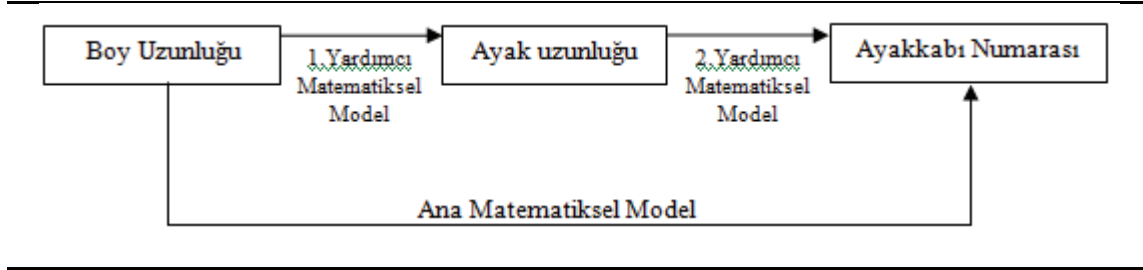 Boy Uzunluğu
1.Yardımcı
Matematiksel
Model
Ayak uzunluğu
2.Yardımcı
Matematiksel
Model
Ayakkabı Numarası
Ana Matematiksel Model